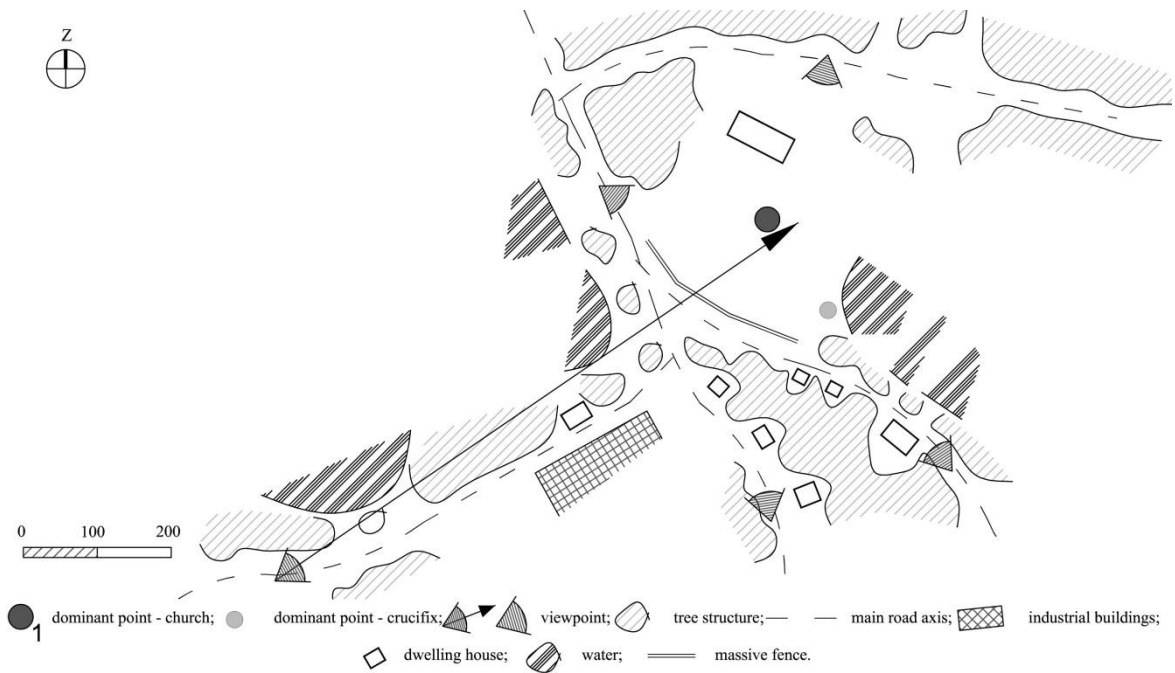 Z
0 100 200
dominant point - church; dominant point - crucifix; viewpoint; tree structure; main road axis; industrial buildings;
1
dwelling house; water; massive fence.